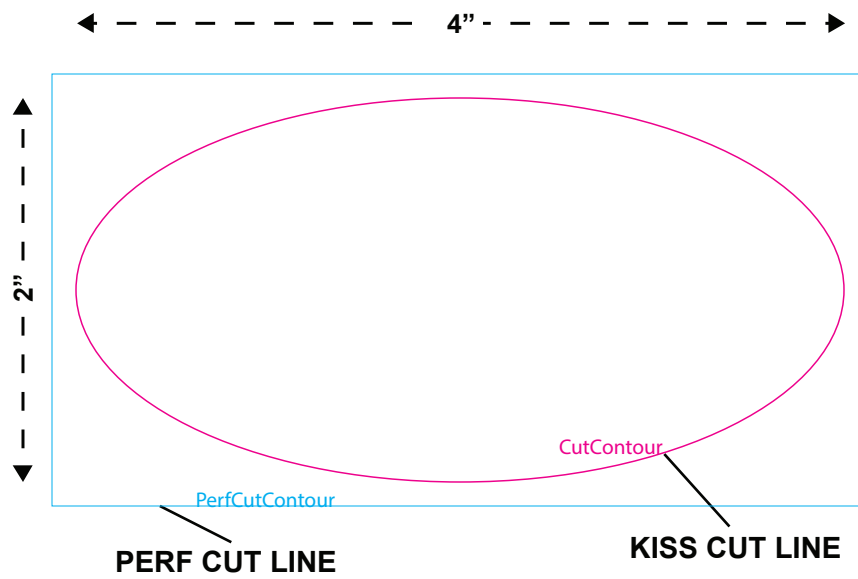 4”
2”
CutContour
PerfCutContour
KISS CUT LINE
PERF CUT LINE